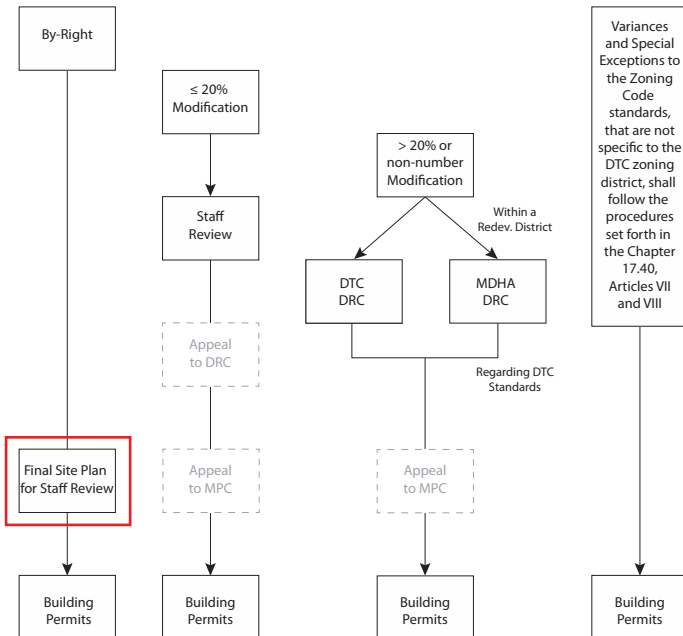 By-Right
≤ 20%
Modification
> 20% or
non-number
Modification
Variances
and Special
Exceptions to
the Zoning
Code
standards,
that are not
specific to the
DTC zoning
district, shall
follow the
procedures
set forth in
the Chapter
17.40,
Articles VII
and VIII
Staff
Review
Within a
Redev. District
DTC
DRC
MDHA
DRC
Appeal
to DRC
Regarding DTC
Standards
Final Site Plan
for Staff Review
Appeal
to MPC
Appeal
to MPC
Building
Permits
Building
Permits
Building
Permits
Building
Permits